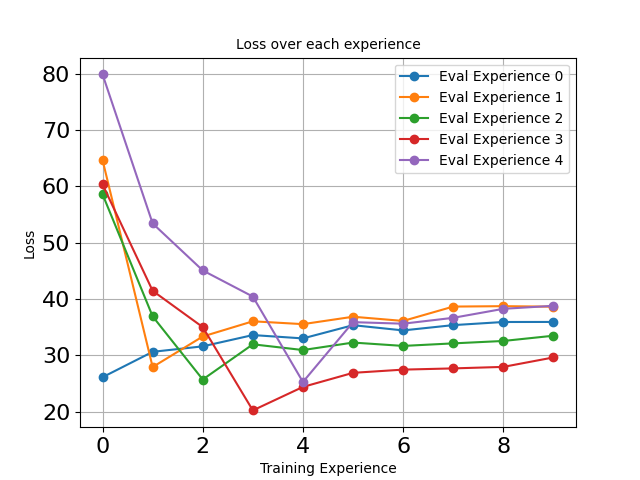 Loss over each experience
Eval Experience 0
Eval Experience 1
Eval Experience 2
Eval Experience 3
Eval Experience 4
80
70
60
50
40
30
20
Loss
0 2 4 6 8
Training Experience